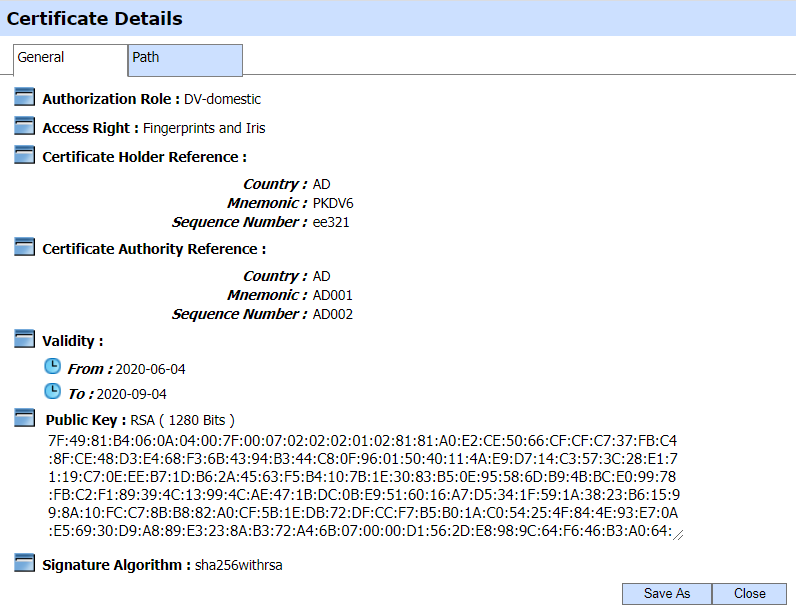 Certificate Details
General Path
Authorization Role : DV-domestic
Access Right : Fingerprints and Iris
Certificate Holder Reference :
Country : AD
Mnemonic : PKDV6
Sequence Number : ee321
Certificate Authority Reference :
Country : AD
Mnemonic : AD001
Sequence Number : AD002
Validity :
From : 2020-06-04
To : 2020-09-04
Public Key : RSA ( 1280 Bits )
7F:49:81:B4:06:0A:04:00:7F:00:07:02:02:02:01:02:81:81:A0:E2:CE:50:66:CF:CF:C7:37:FB:C4
:8F:CE:48:D3:E4:68:F3:6B:43:94:B3:44:C8:0F:96:01:50:40:11:4A:E9:D7:14:C3:57:3C:28:E1:7
1:19:C7:0E:EE:B7:1D:B6:2A:45:63:F5:B4:10:7B:1E:30:83:B5:0E:95:58:6D:B9:4B:BC:E0:99:78
:FB:C2:F1:89:39:4C:13:99:4C:AE:47:1B:DC:0B:E9:51:60:16:A7:D5:34:1F:59:1A:38:23:B6:15:9
9:8A:10:FC:C7:8B:B8:82:A0:CF:5B:1E:DB:72:DF:CC:F7:B5:B0:1A:C0:54:25:4F:84:4E:93:E7:0A
:E5:69:30:D9:A8:89:E3:23:8A:B3:72:A4:6B:07:00:00:D1:56:2D:E8:98:9C:64:F6:46:B3:A0:64:
Signature Algorithm : sha256withrsa
Save As Close